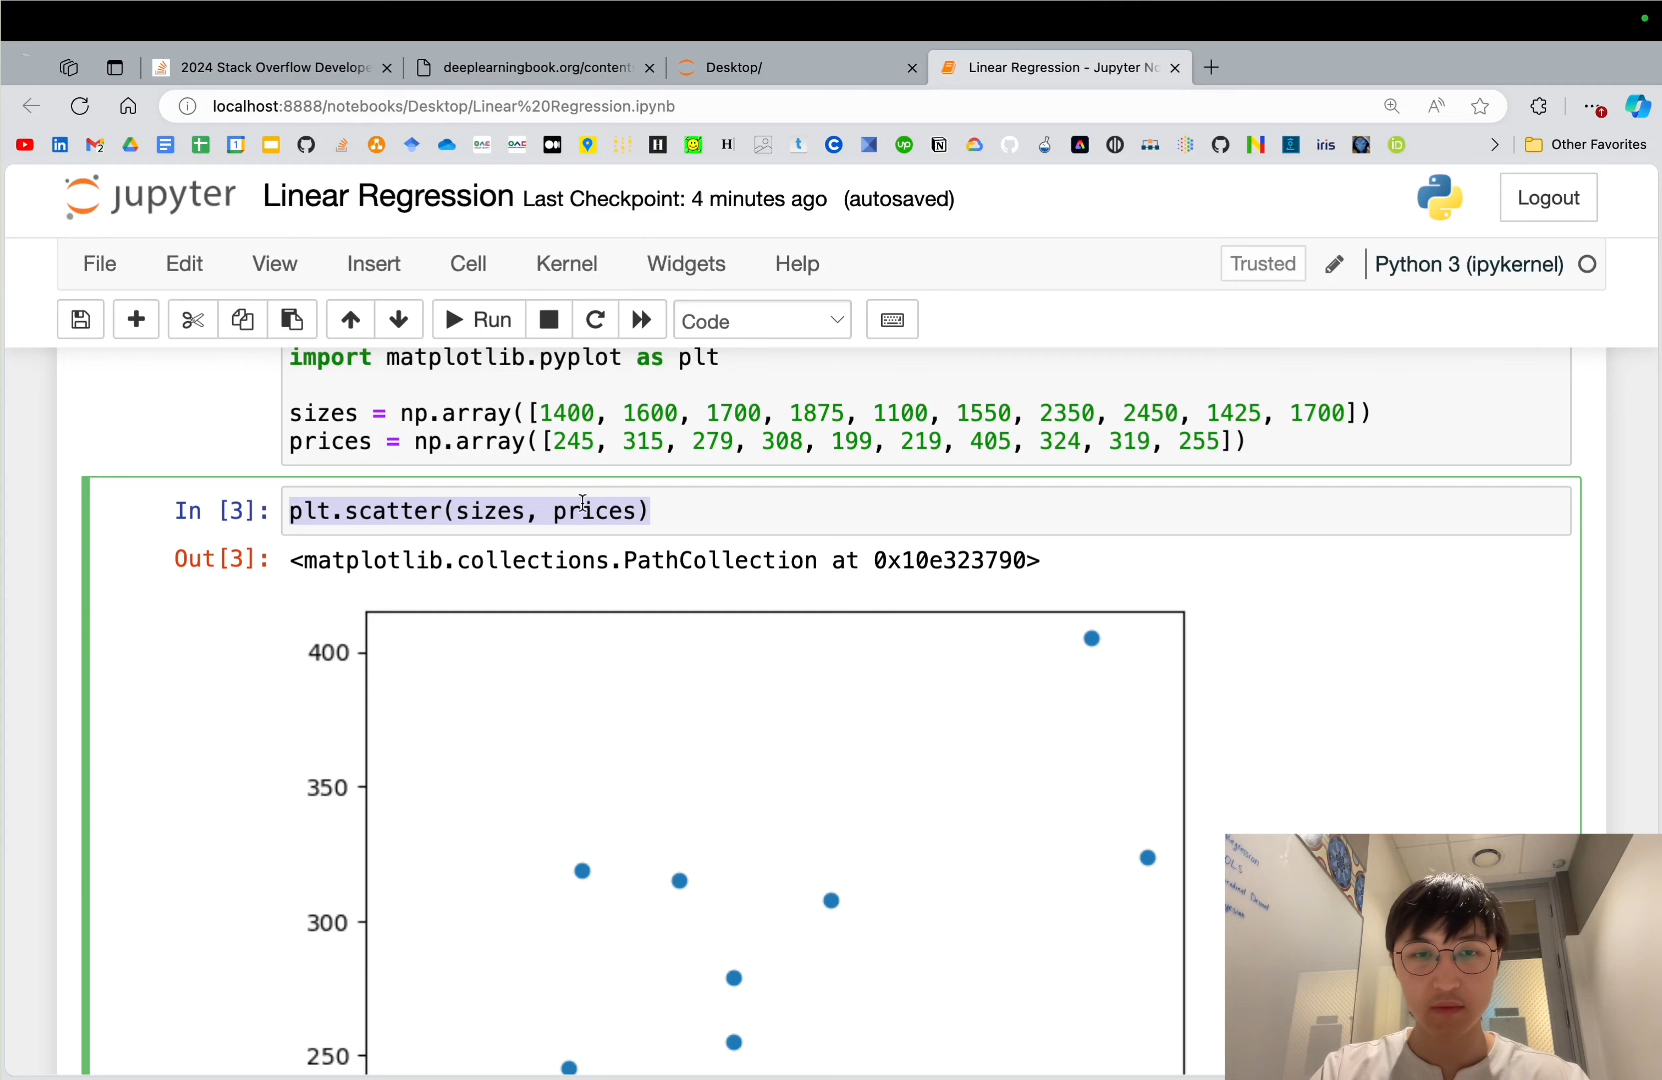 2024 Stack Overflow Develope
deeplearningbook.org/content
Desktop/
Linear Regression - Jupyter No
localhost:8888/notebooks/Desktop/Linear%20Regression.ipynb
Other Favorites
jupyter
Linear Regression Last Checkpoint: 4 minutes ago (autosaved)
Logout
File Edit View Insert Cell Kernel Widgets Help
Trusted
Python 3 (ipykernel)
Run
Code
import matplotlib.pyplot as plt
sizes = np.array([1400, 1600, 1700, 1875, 1100, 1550, 2350, 2450, 1425, 1700])
prices = np.array([245, 315, 279, 308, 199, 219, 405, 324, 319, 255])
In [3]: plt.scatter(sizes, prices)
Out[3]: <matplotlib.collections.PathCollection at 0x10e323790>
400
350
300
250